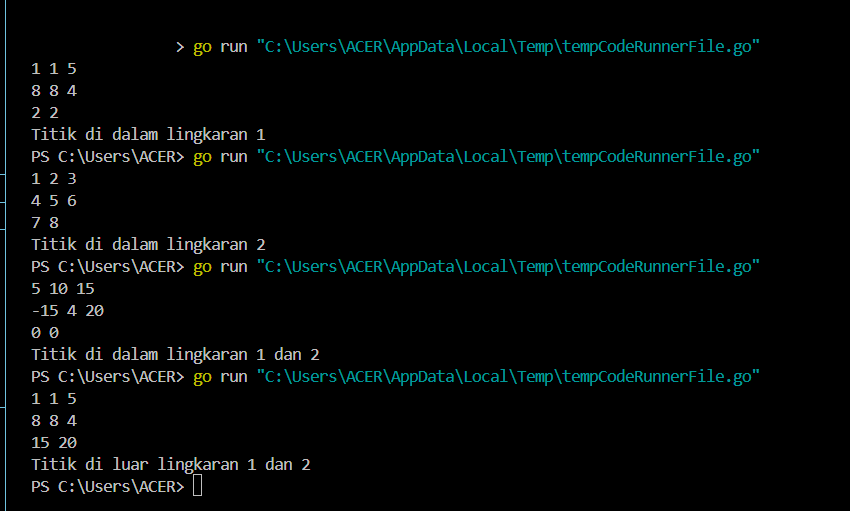 > go run "C:\Users\ACER\AppData\Local\Temp\tempCodeRunnerFile.go"
1 1 5
8 8 4
2 2
Titik di dalam lingkaran 1
PS C:\Users\ACER> go run "C:\Users\ACER\AppData\Local\Temp\tempCodeRunnerFile.go"
1 2 3
4 5 6
7 8
Titik di dalam lingkaran 2
PS C:\Users\ACER> go run "C:\Users\ACER\AppData\Local\Temp\tempCodeRunnerFile.go"
5 10 15
-15 4 20
0 0
Titik di dalam lingkaran 1 dan 2
PS C:\Users\ACER> go run "C:\Users\ACER\AppData\Local\Temp\tempCodeRunnerFile.go"
1 1 5
8 8 4
15 20
Titik di luar lingkaran 1 dan 2
PS C:\Users\ACER>